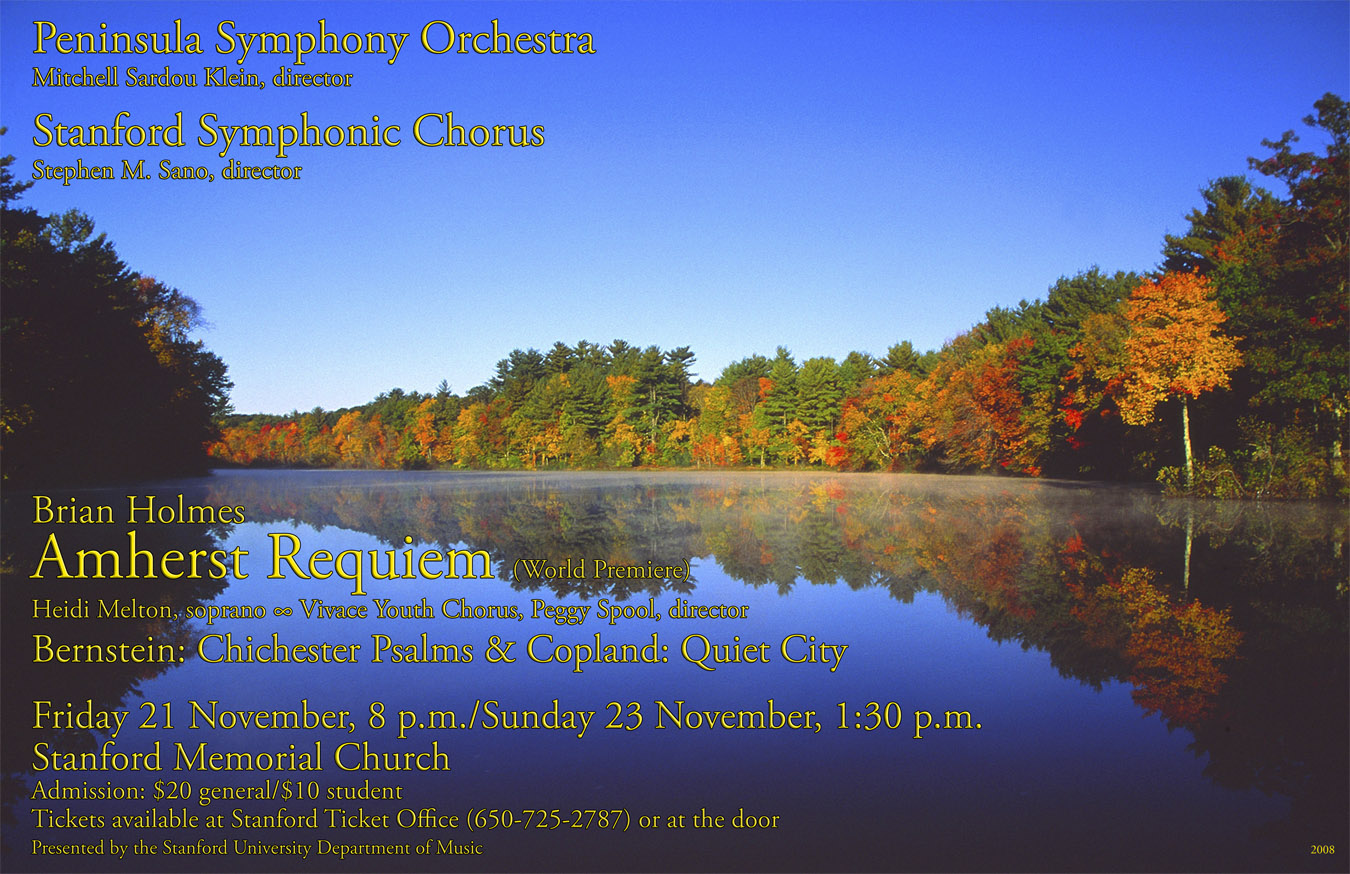 Peninsula Symphony Orchestra
Mitchell Sardou Klein, director
Stanford Symphonic Chorus
Stephen M. Sano, director
Brian Holmes
Amherst Requiem (World Premiere)
Heidi Melton, soprano ∞ Vivace Youth Chorus, Peggy Spool, director
Bernstein: Chichester Psalms & Copland: Quiet City
Friday 21 November, 8 p.m./Sunday 23 November, 1:30 p.m.
Stanford Memorial Church
Admission: $20 general/$10 student
Tickets available at Stanford Ticket Office (650-725-2787) or at the door
Presented by the Stanford University Department of Music
2008